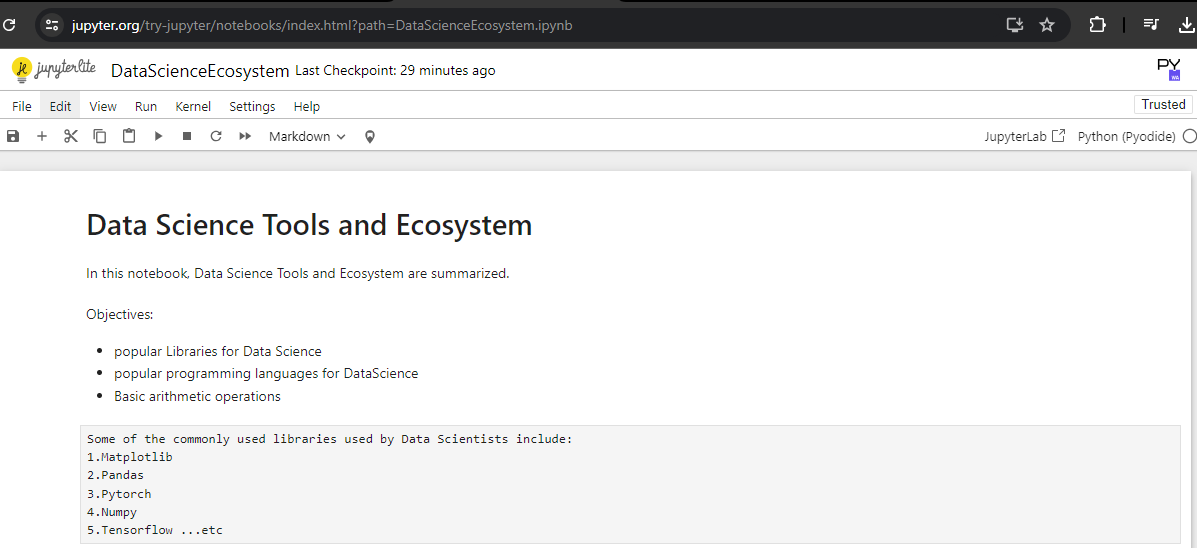 jupyter.org/try-jupyter/notebooks/index.html?path=DataScienceEcosystem.ipynb
jupyterlite DataScienceEcosystem Last Checkpoint: 29 minutes ago PY WA
File Edit View Run Kernel Settings Help Trusted
Markdown JupyterLab Python (Pyodide)
Data Science Tools and Ecosystem
In this notebook, Data Science Tools and Ecosystem are summarized.
Objectives:
• popular Libraries for Data Science
• popular programming languages for DataScience
• Basic arithmetic operations
Some of the commonly used libraries used by Data Scientists include:
1.Matplotlib
2.Pandas
3.Pytorch
4.Numpy
5.Tensorflow ...etc